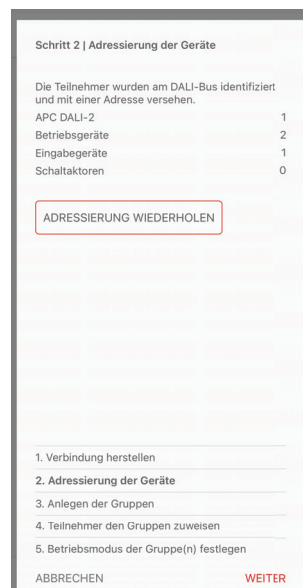 Schritt 2 | Adressierung der Geräte
Die Teilnehmer wurden am DALI-Bus identifiziert
und mit einer Adresse versehen.
APC DALI-2 1
Betriebsgeräte 2
Eingabegeräte 1
Schaltaktoren 0
ADRESSIERUNG WIEDERHOLEN
1. Verbindung herstellen
2. Adressierung der Geräte
3. Anlegen der Gruppen
4. Teilnehmer den Gruppen zuweisen
5. Betriebsmodus der Gruppe(n) festlegen
ABBRECHEN WEITER